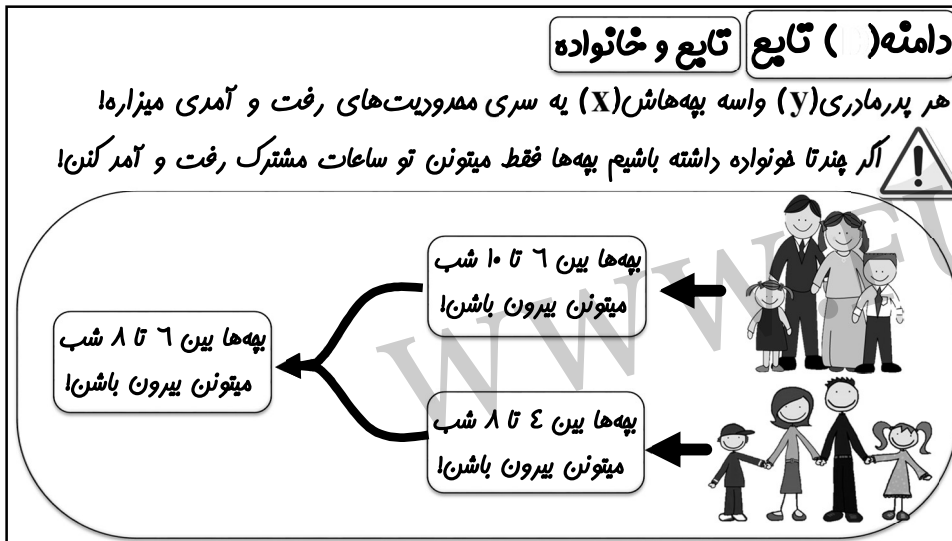 دامنه( ) تابع
تابع و خانواده
هر پدرمادری(y) واسه بچه‌هاش(x) یه سری محدودیت‌های رفت و آمدی میزاره!
اگر چندتا خونواده داشته باشیم بچه‌ها فقط میتونن تو ساعات مشترک رفت و آمد کنن!
بچه‌ها بین ۶ تا ۱۰ شب
میتونن بیرون باشن!
بچه‌ها بین ۴ تا ۸ شب
میتونن بیرون باشن!
بچه‌ها بین ۶ تا ۸ شب
میتونن بیرون باشن!